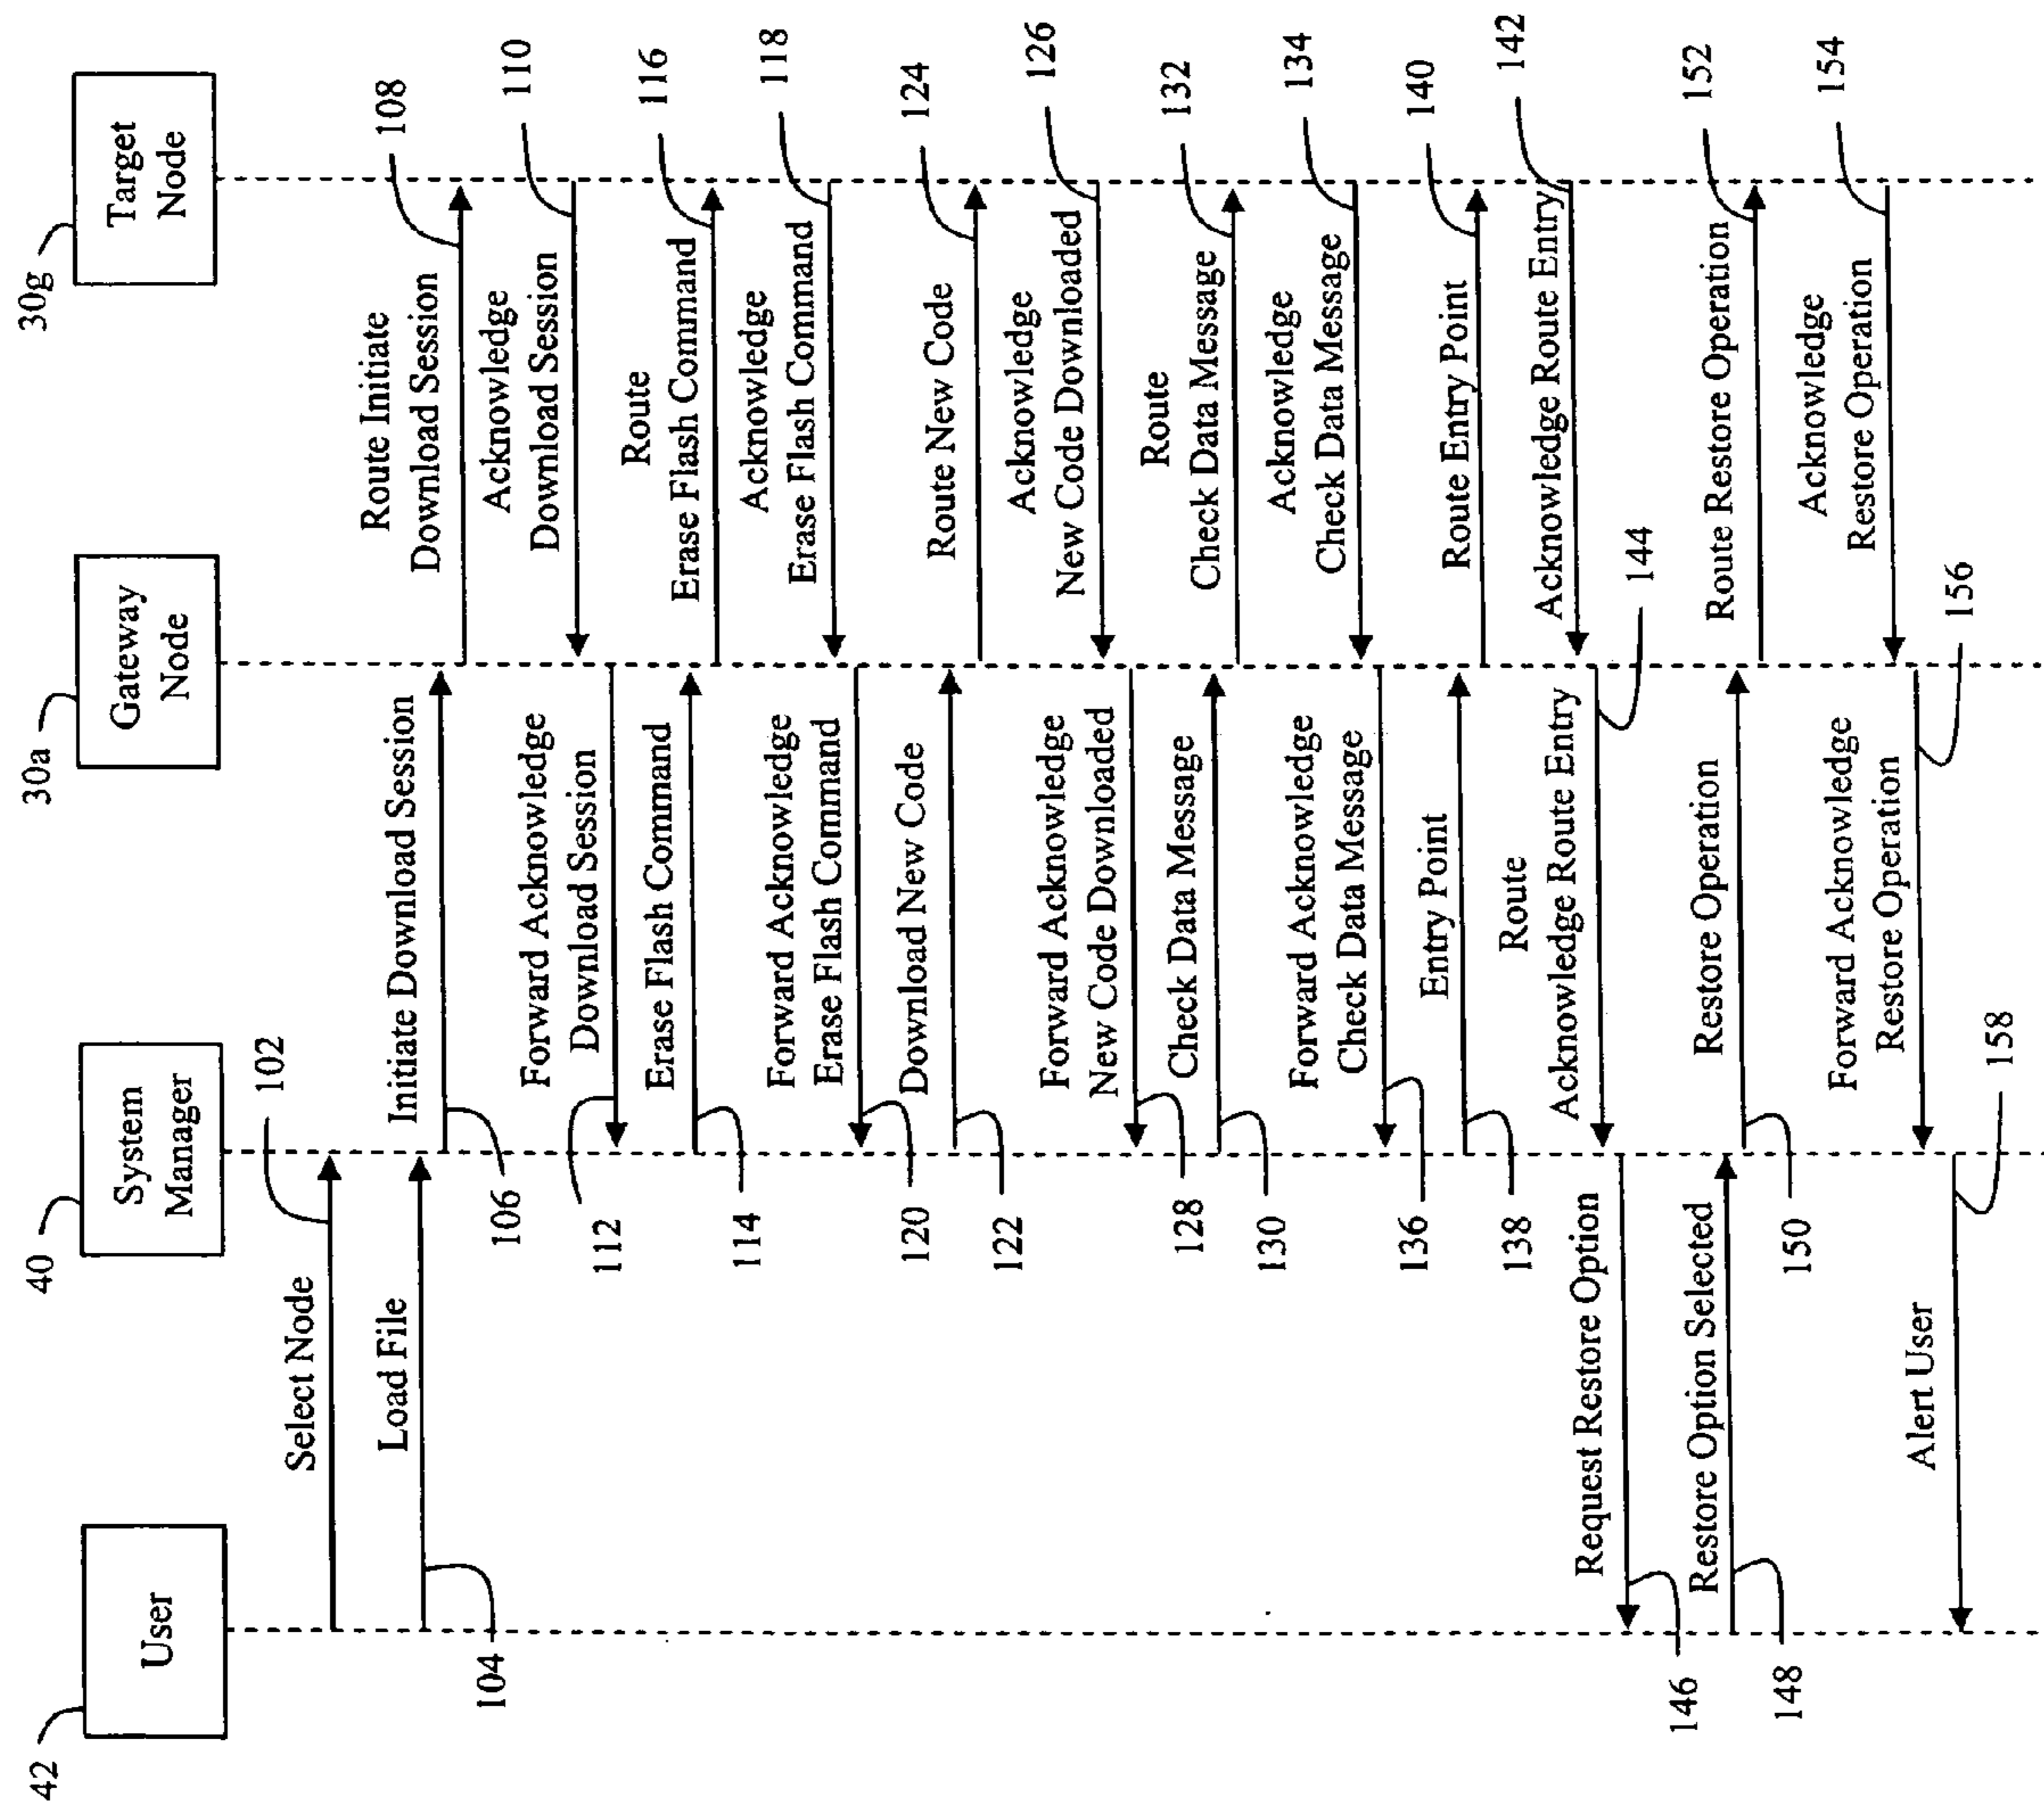 42
User
40
System
Manager
30a
Gateway
Node
30g
Target
Node
Select Node
102
Load File
104
Initiate Download Session
106
Route Initiate
Download Session
108
Acknowledge
Download Session
110
Forward Acknowledge
Download Session
112
Erase Flash Command
114
Route
Erase Flash Command
116
Acknowledge
Erase Flash Command
118
Forward Acknowledge
Erase Flash Command
120
Download New Code
122
Route New Code
124
Acknowledge
New Code Downloaded
126
Forward Acknowledge
New Code Downloaded
128
Check Data Message
130
Route
Check Data Message
132
Acknowledge
Check Data Message
134
Forward Acknowledge
Check Data Message
136
Entry Point
138
Route Entry Point
140
Acknowledge Route Entry
142
Route
Acknowledge Route Entry
144
Request Restore Option
146
Restore Option Selected
148
Restore Operation
150
Route Restore Operation
152
Acknowledge
Restore Operation
154
Forward Acknowledge
Restore Operation
156
Alert User
158